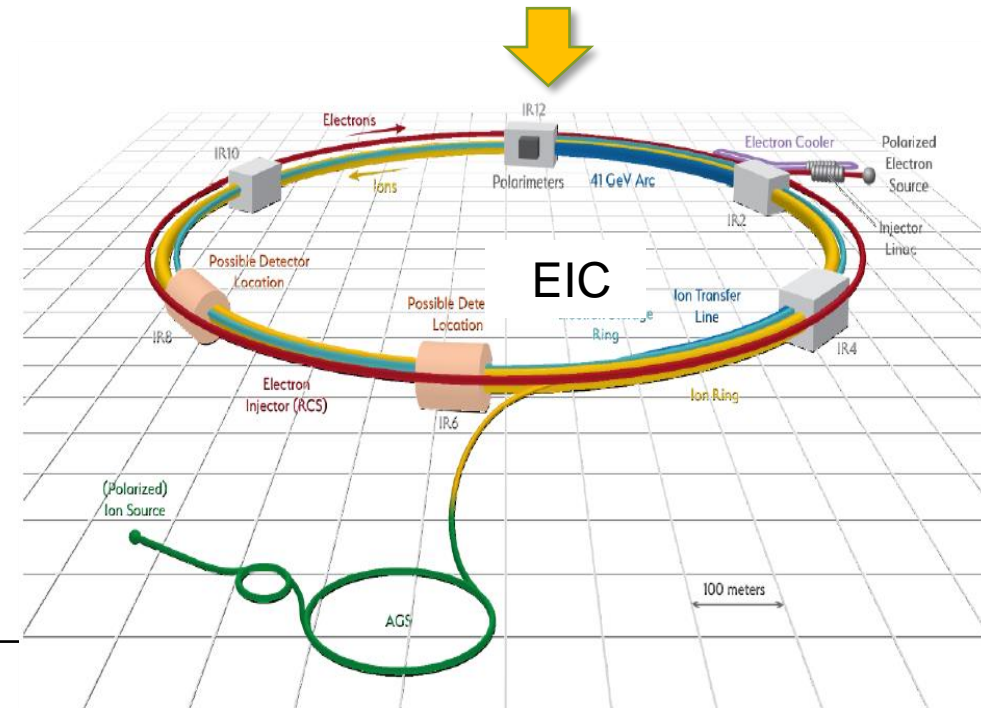 IR12
Electrons
IR10
Ions
Polarimeters
41 GeV Arc
Electron Cooler
Polarized
Electron
Source
IR2
Injector
Linac
Possible Detector
Location
IR8
EIC
Possible Dete
Location
Ion Transfer
Line
Ring
IR4
Electron
Injector (RCS)
IR6
Ion Ring
(Polarized)
Ion Source
AGS
100 meters